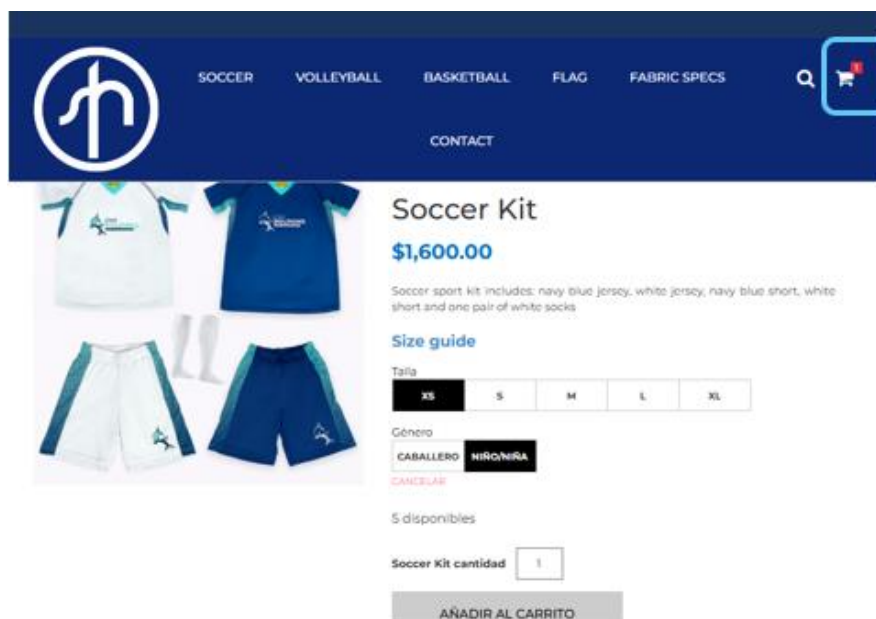 SOCCER VOLLEYBALL BASKETBALL FLAG FABRIC SPECS 1
CONTACT
Soccer Kit
$1,600.00
Soccer sport kit includes: navy blue jersey, white jersey, navy blue short, white
short and one pair of white socks
Size guide
Talla
XS S M L XL
Género
CABALLERO NIÑO/NIÑA
CANCELAR
5 disponibles
Soccer Kit cantidad 1
AÑADIR AL CARRITO